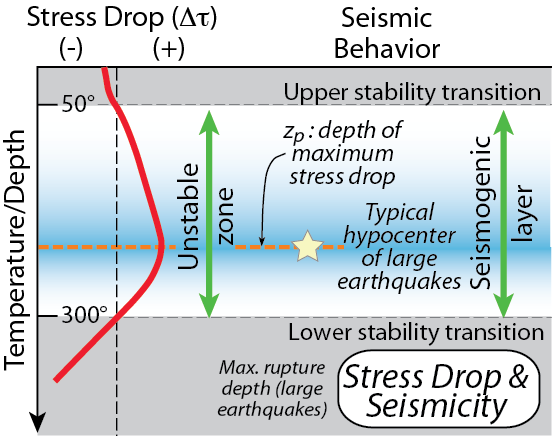 Stress Drop (Δτ)
(-)
(+)
Seismic
Behavior
Upper stability transition
50°
zp: depth of
maximum
stress drop
Unstable
zone
Seismogenic
layer
Typical
hypocenter
of large
earthquakes
Temperature/Depth
300°
Lower stability transition
Max. rupture
depth (large
earthquakes)
Stress Drop &
Seismicity